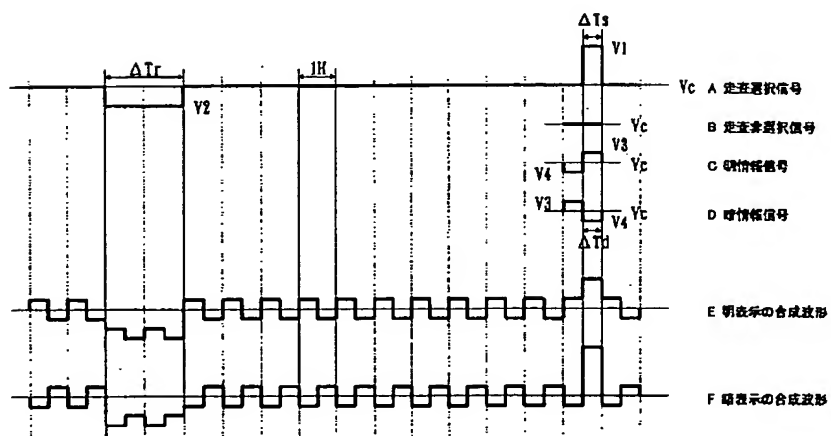 ΔTs
V1
ΔTr
1H
Vc A 走査選択信号
V2
Vc B 走査非選択信号
V3
V4 Vc C 明情報信号
V3
V4 Vc D 暗情報信号
ΔTd
E 明表示の合成波形
F 暗表示の合成波形